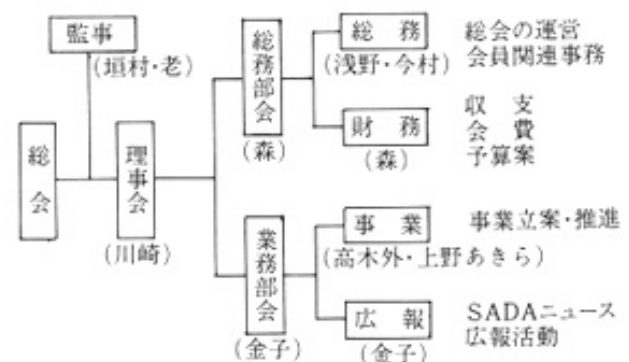 監事
(垣村・老)
総会
理事会
(川崎)
総務部会
(森)
総務
(浅野・今村)
総会の運営
会員関連事務
財務
(森)
収支
会費
予算案
業務部会
(金子)
事業
(高木外・上野あきら)
事業立案・推進
広報
(金子)
SADAニュース
広報活動